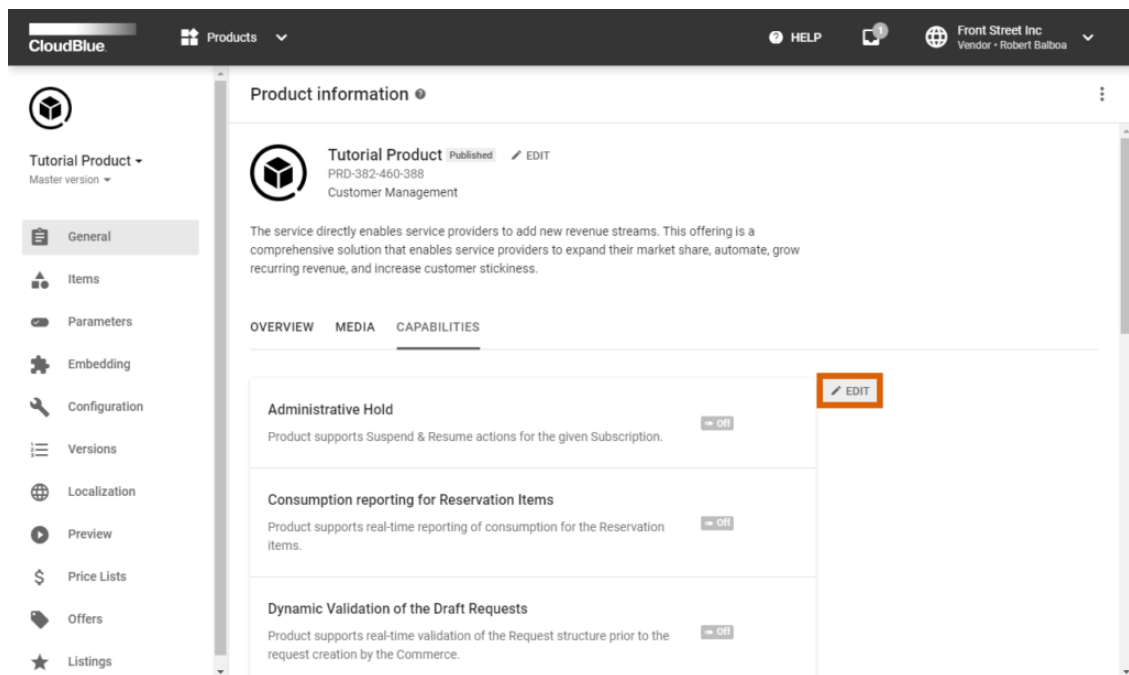 CloudBlue.
Products
HELP
1
Front Street Inc
Vendor • Robert Balboa
Tutorial Product
Master version
General
Items
Parameters
Embedding
Configuration
Versions
Localization
Preview
Price Lists
Offers
Listings
Product information
Tutorial Product Published EDIT
PRD-382-460-388
Customer Management
The service directly enables service providers to add new revenue streams. This offering is a
comprehensive solution that enables service providers to expand their market share, automate, grow
recurring revenue, and increase customer stickiness.
OVERVIEW MEDIA CAPABILITIES
EDIT
Administrative Hold
Product supports Suspend & Resume actions for the given Subscription.
Off
Consumption reporting for Reservation Items
Product supports real-time reporting of consumption for the Reservation
items.
Off
Dynamic Validation of the Draft Requests
Product supports real-time validation of the Request structure prior to the
request creation by the Commerce.
Off